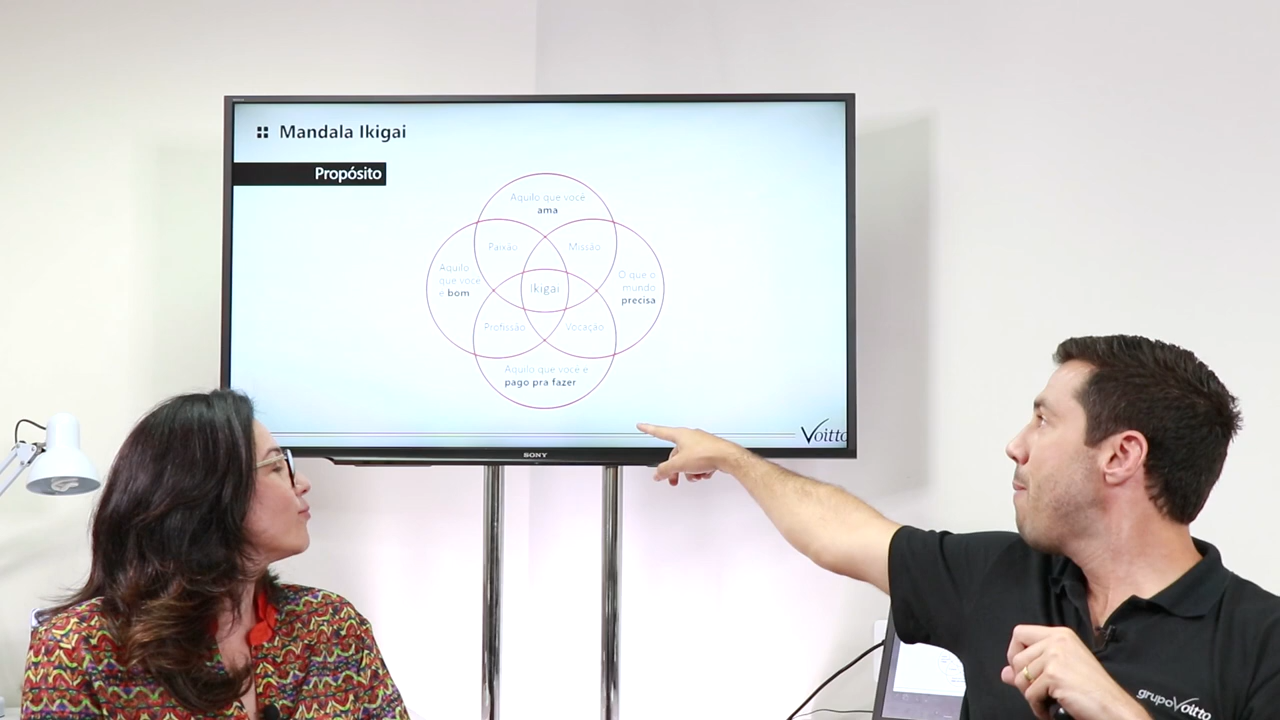 Mandala Ikigai
Propósito
Aquilo que você
ama
Paixão
Missão
Aquilo
que você
é bom
Ikigai
O que o
mundo
precisa
Profissão
Vocação
Aquilo que você é
pago pra fazer
Voitto
SONY
grupoVoitto